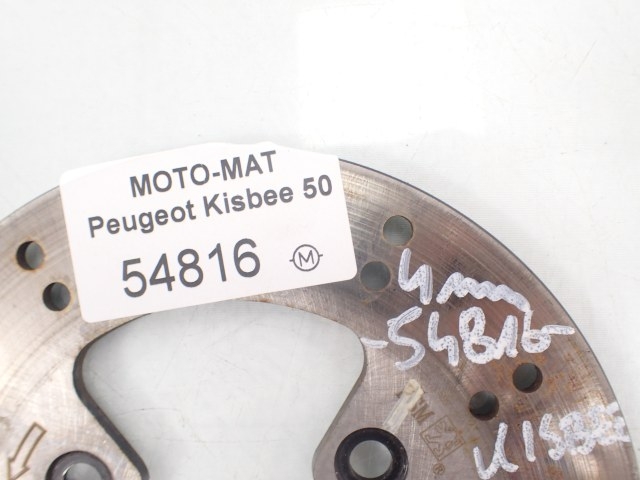 MOTO-MAT
Peugeot Kisbee 50
54816 M
4mm
-54816-
KISBEE